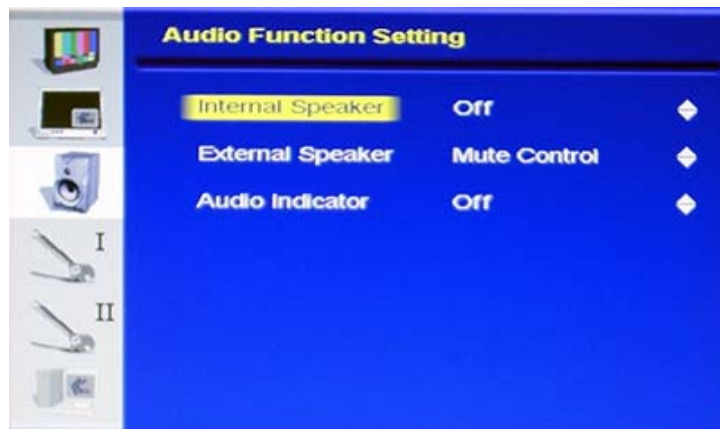 Audio Function Setting
Internal Speaker Off
External Speaker Mute Control
Audio Indicator Off
I
II